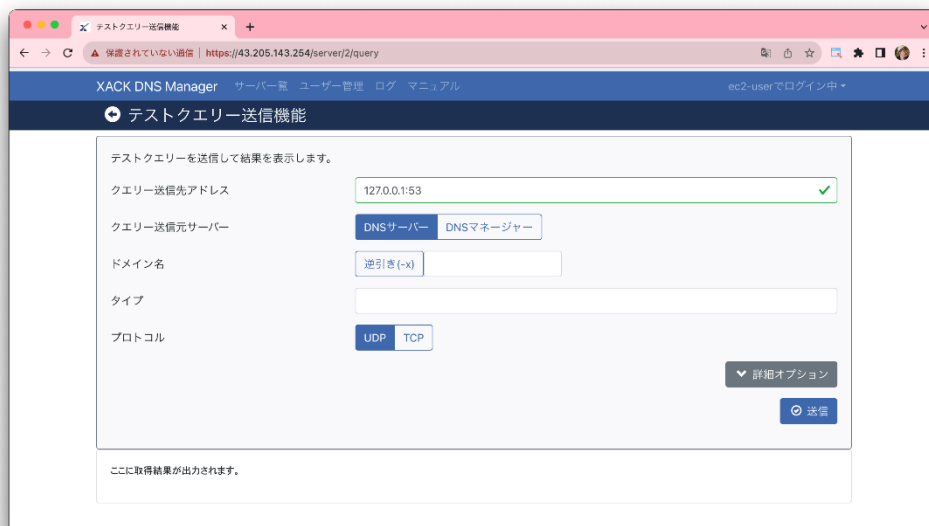 テストクエリー送信機能
保護されていない通信 | https://43.205.143.254/server/2/query
XACK DNS Manager サーバ一覧 ユーザー管理 ログ マニュアル ec2-userでログイン中
テストクエリー送信機能
テストクエリーを送信して結果を表示します。
クエリー送信先アドレス 127.0.0.1:53
クエリー送信元サーバー DNSサーバー DNSマネージャー
ドメイン名 逆引き(-x)
タイプ
プロトコル UDP TCP
詳細オプション
送信
ここに取得結果が出力されます。